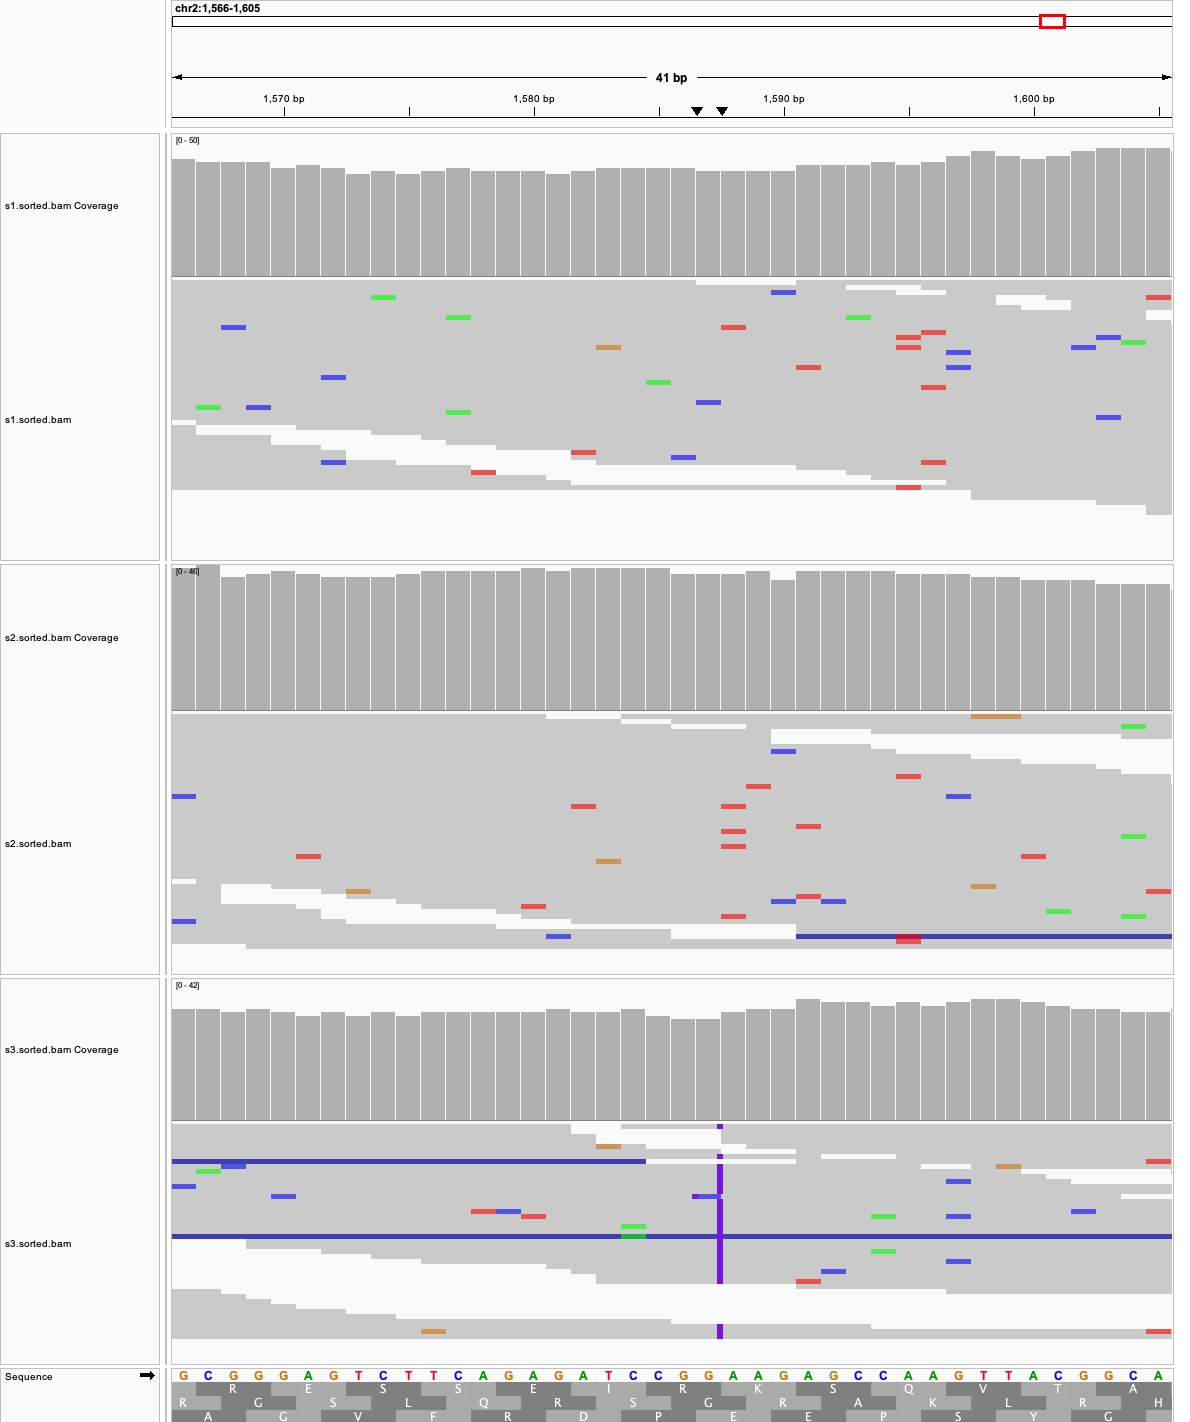 chr2:1,566-1,605
41 bp
1,570 bp 1,580 bp 1,590 bp 1,600 bp
[0 - 50]
s1.sorted.bam Coverage
s1.sorted.bam
[0 - 46]
s2.sorted.bam Coverage
s2.sorted.bam
[0 - 42]
s3.sorted.bam Coverage
s3.sorted.bam
Sequence G C G G G A G T C T T C A G A G A T C C G G A A G A G C C A A G T T A C G G C A
R E S S E I R K S Q V T A
R G S L Q R S G R A K L R H
A G V F R D P E E P S Y G